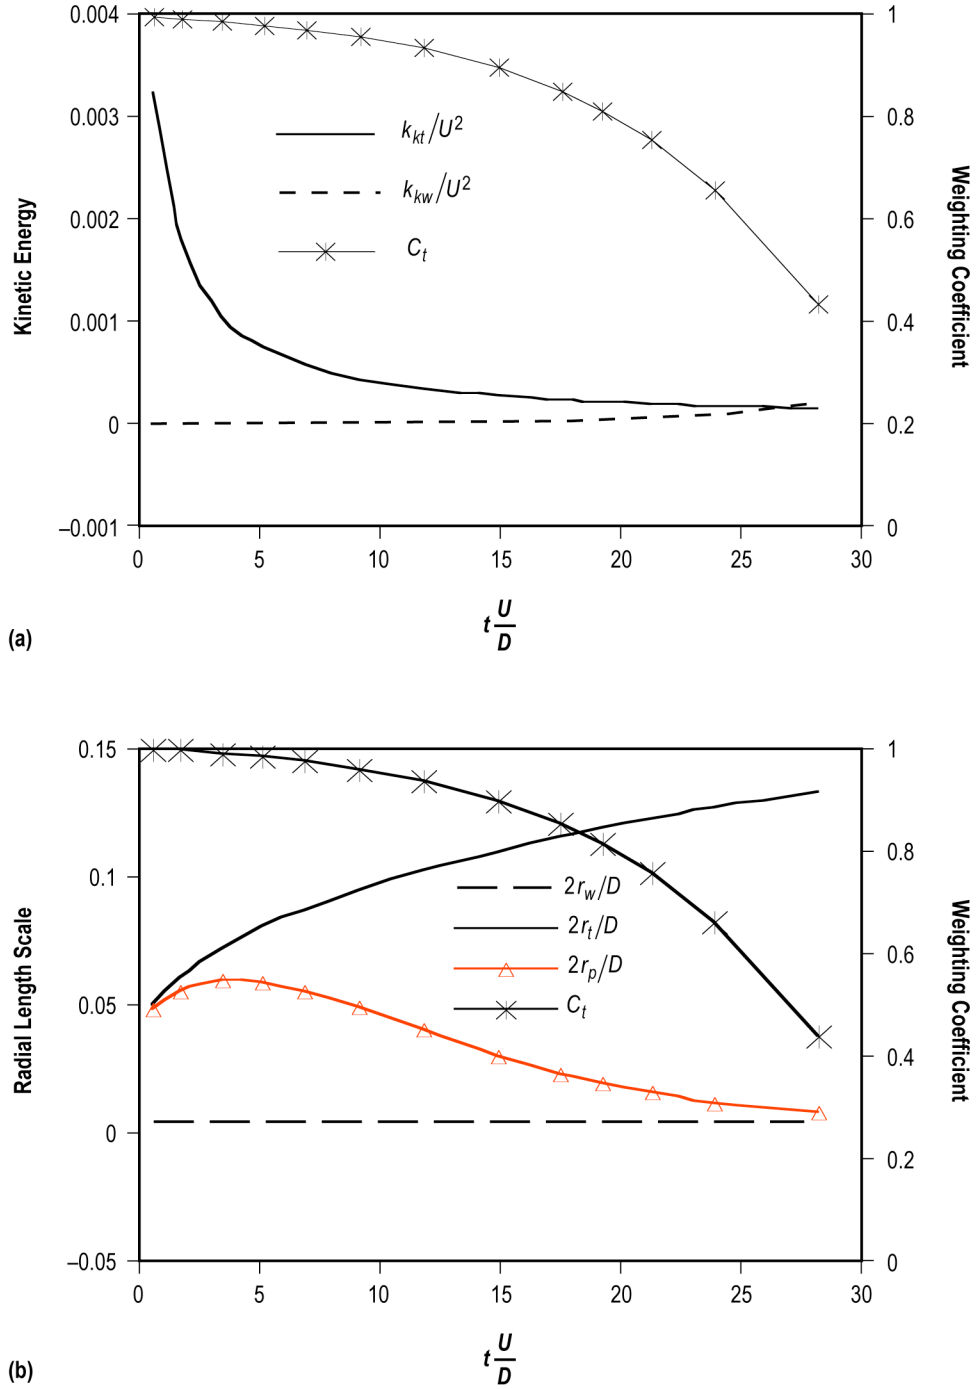 0.004
0.003
0.002
0.001
0
–0.001
Kinetic Energy
k_kt/U²
k_kw/U²
C_t
1
0.8
0.6
0.4
0.2
0
Weighting Coefficient
0 5 10 15 20 25 30
t U/D
(a)
0.15
0.1
0.05
0
–0.05
Radial Length Scale
2r_w/D
2r_t/D
2r_p/D
C_t
1
0.8
0.6
0.4
0.2
0
Weighting Coefficient
0 5 10 15 20 25 30
t U/D
(b)